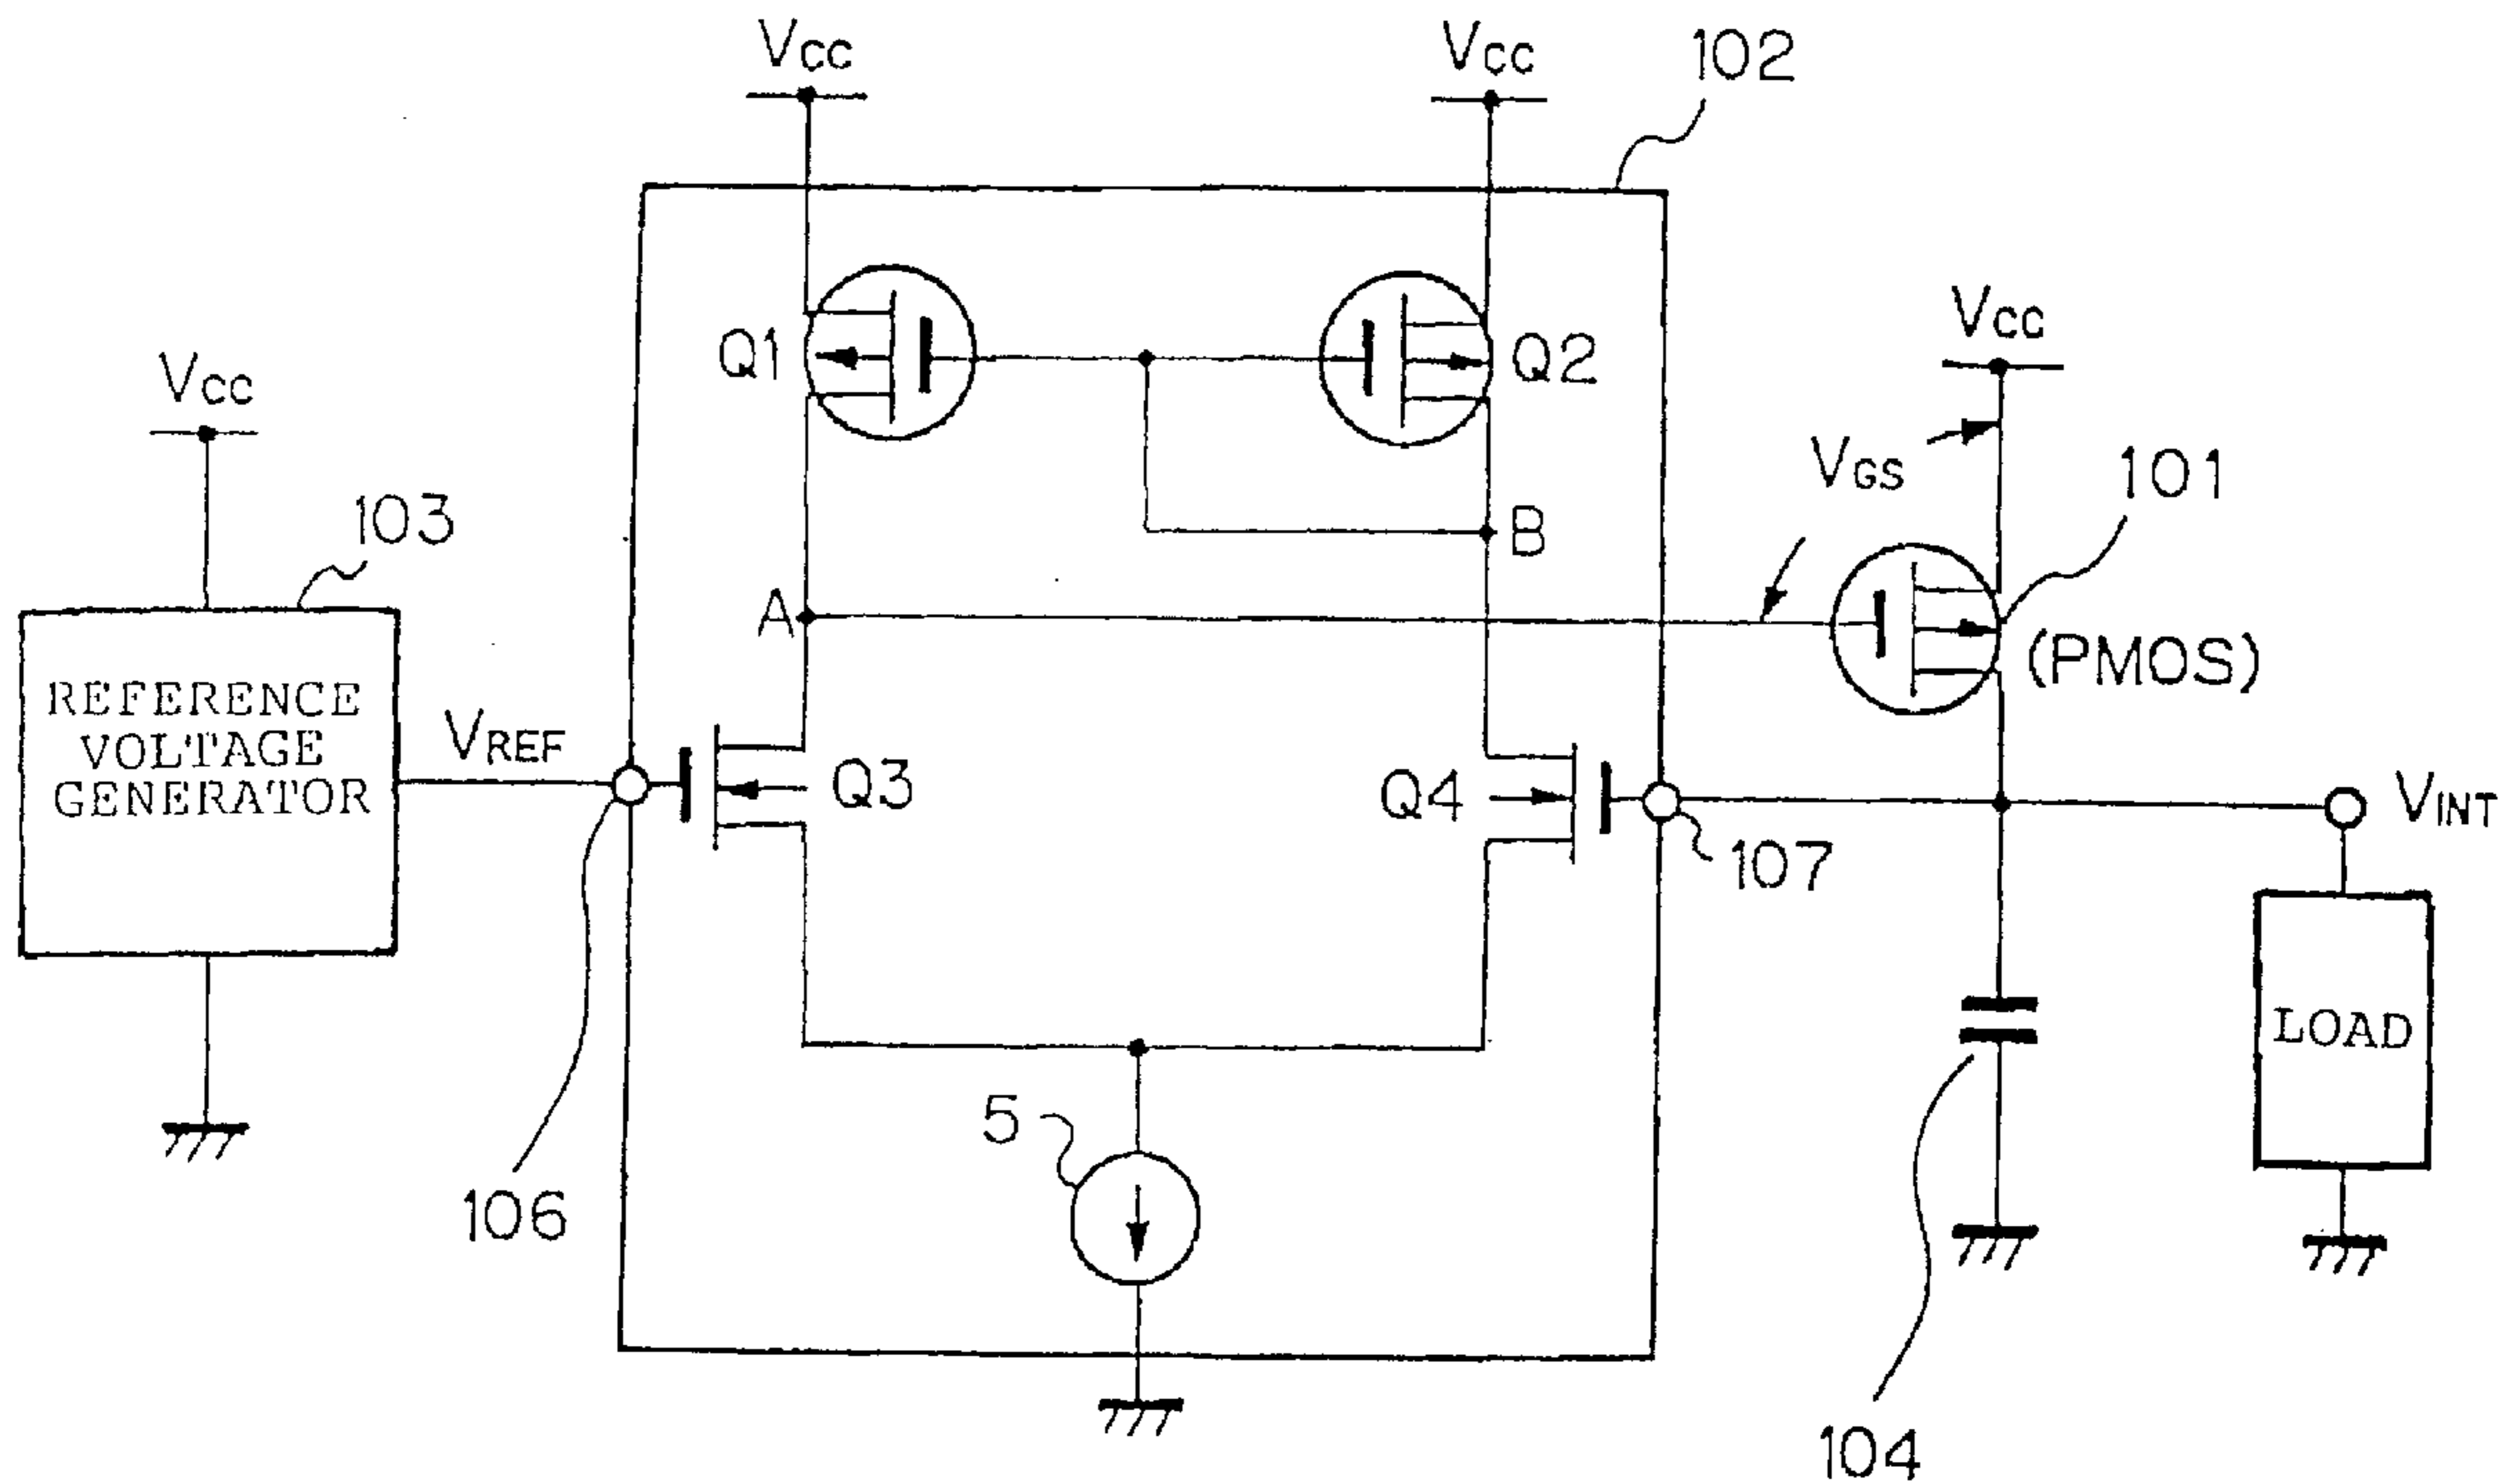 Vcc
Vcc
102
Q1
Q2
Vcc
Vcc
VGS
101
103
B
A
(PMOS)
REFERENCE
VOLTAGE
GENERATOR
VREF
Q3
Q4
VINT
107
LOAD
5
106
104